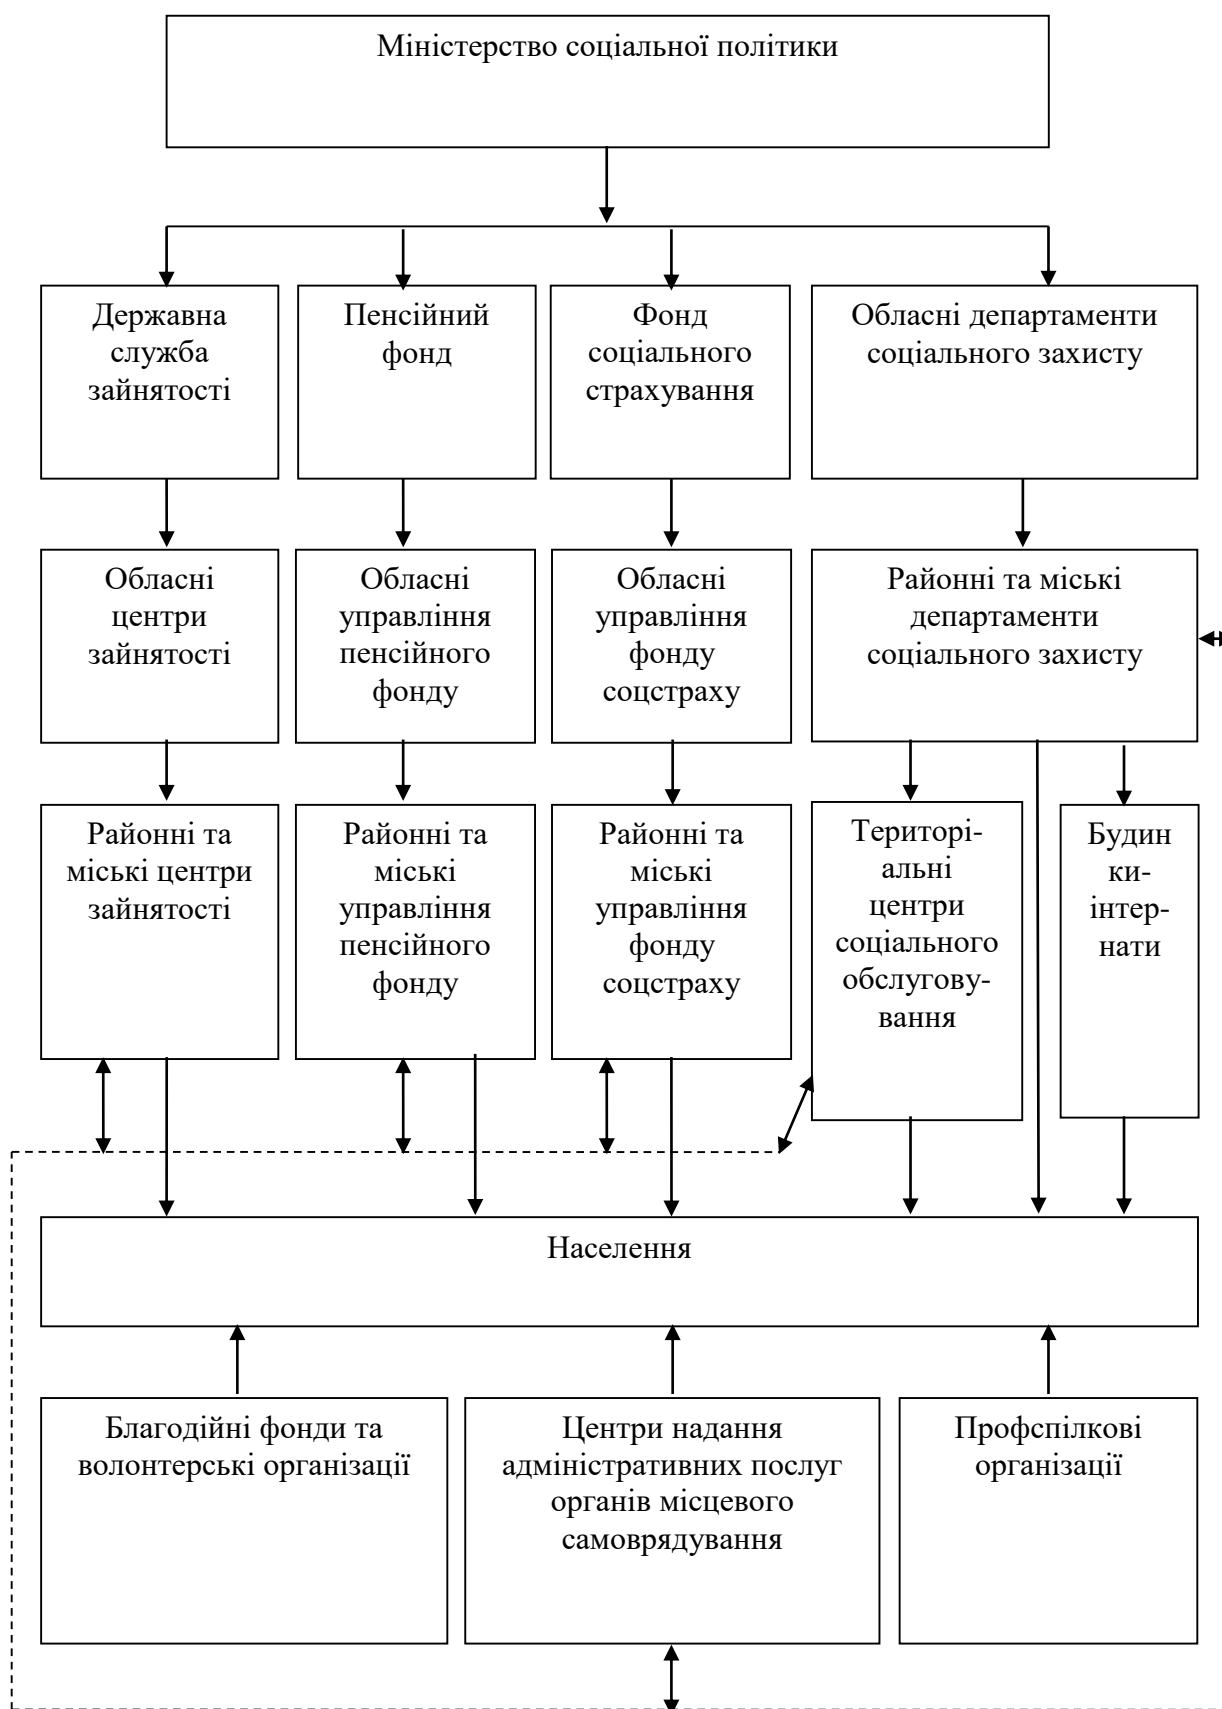 Міністерство соціальної політики
Державна
служба
зайнятості
Пенсійний
фонд
Фонд
соціального
страхування
Обласні департаменти
соціального захисту
Обласні
центри
зайнятості
Обласні
управління
пенсійного
фонду
Обласні
управління
фонду
соцстраху
Районні та міські
департаменти
соціального захисту
Районні та
міські центри
зайнятості
Районні та
міські
управління
пенсійного
фонду
Районні та
міські
управління
фонду
соцстраху
Територі-
альні
центри
соціального
обслугову-
вання
Будин
ки-
інтер-
нати
Населення
Благодійні фонди та
волонтерські організації
Центри надання
адміністративних послуг
органів місцевого
самоврядування
Профспілкові
організації